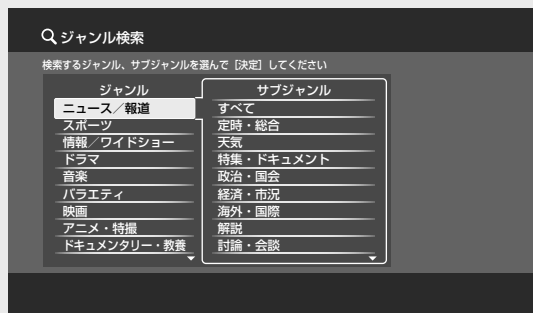 ジャンル検索
検索するジャンル、サブジャンルを選んで［決定］してください
ジャンル
ニュース／報道
スポーツ
情報／ワイドショー
ドラマ
音楽
バラエティ
映画
アニメ・特撮
ドキュメンタリー・教養
サブジャンル
すべて
定時・総合
天気
特集・ドキュメント
政治・国会
経済・市況
海外・国際
解説
討論・会談